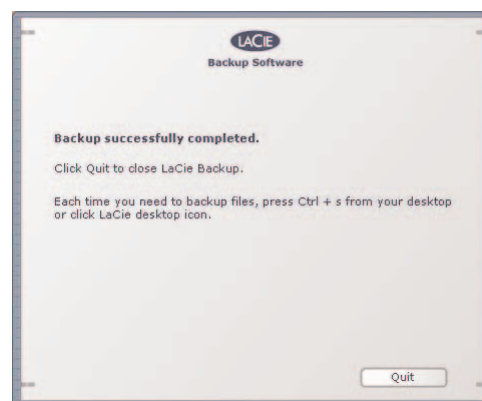 LACIE
Backup Software
Backup successfully completed.
Click Quit to close LaCie Backup.
Each time you need to backup files, press Ctrl + s from your desktop
or click LaCie desktop icon.
Quit